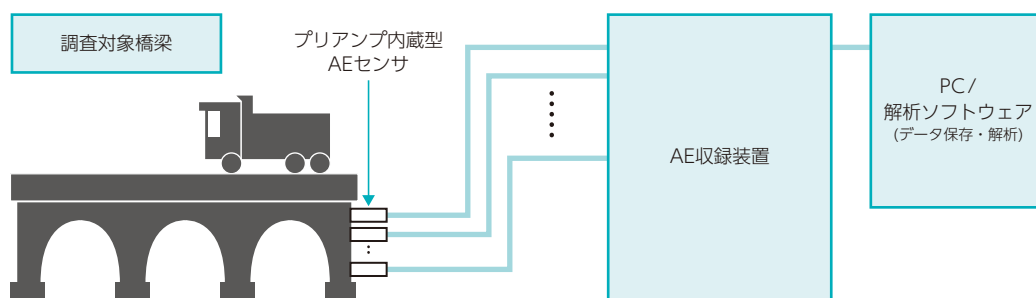 調査対象橋梁
プリアンプ内蔵型
AEセンサ
AE収録装置
PC/
解析ソフトウェア
(データ保存・解析)